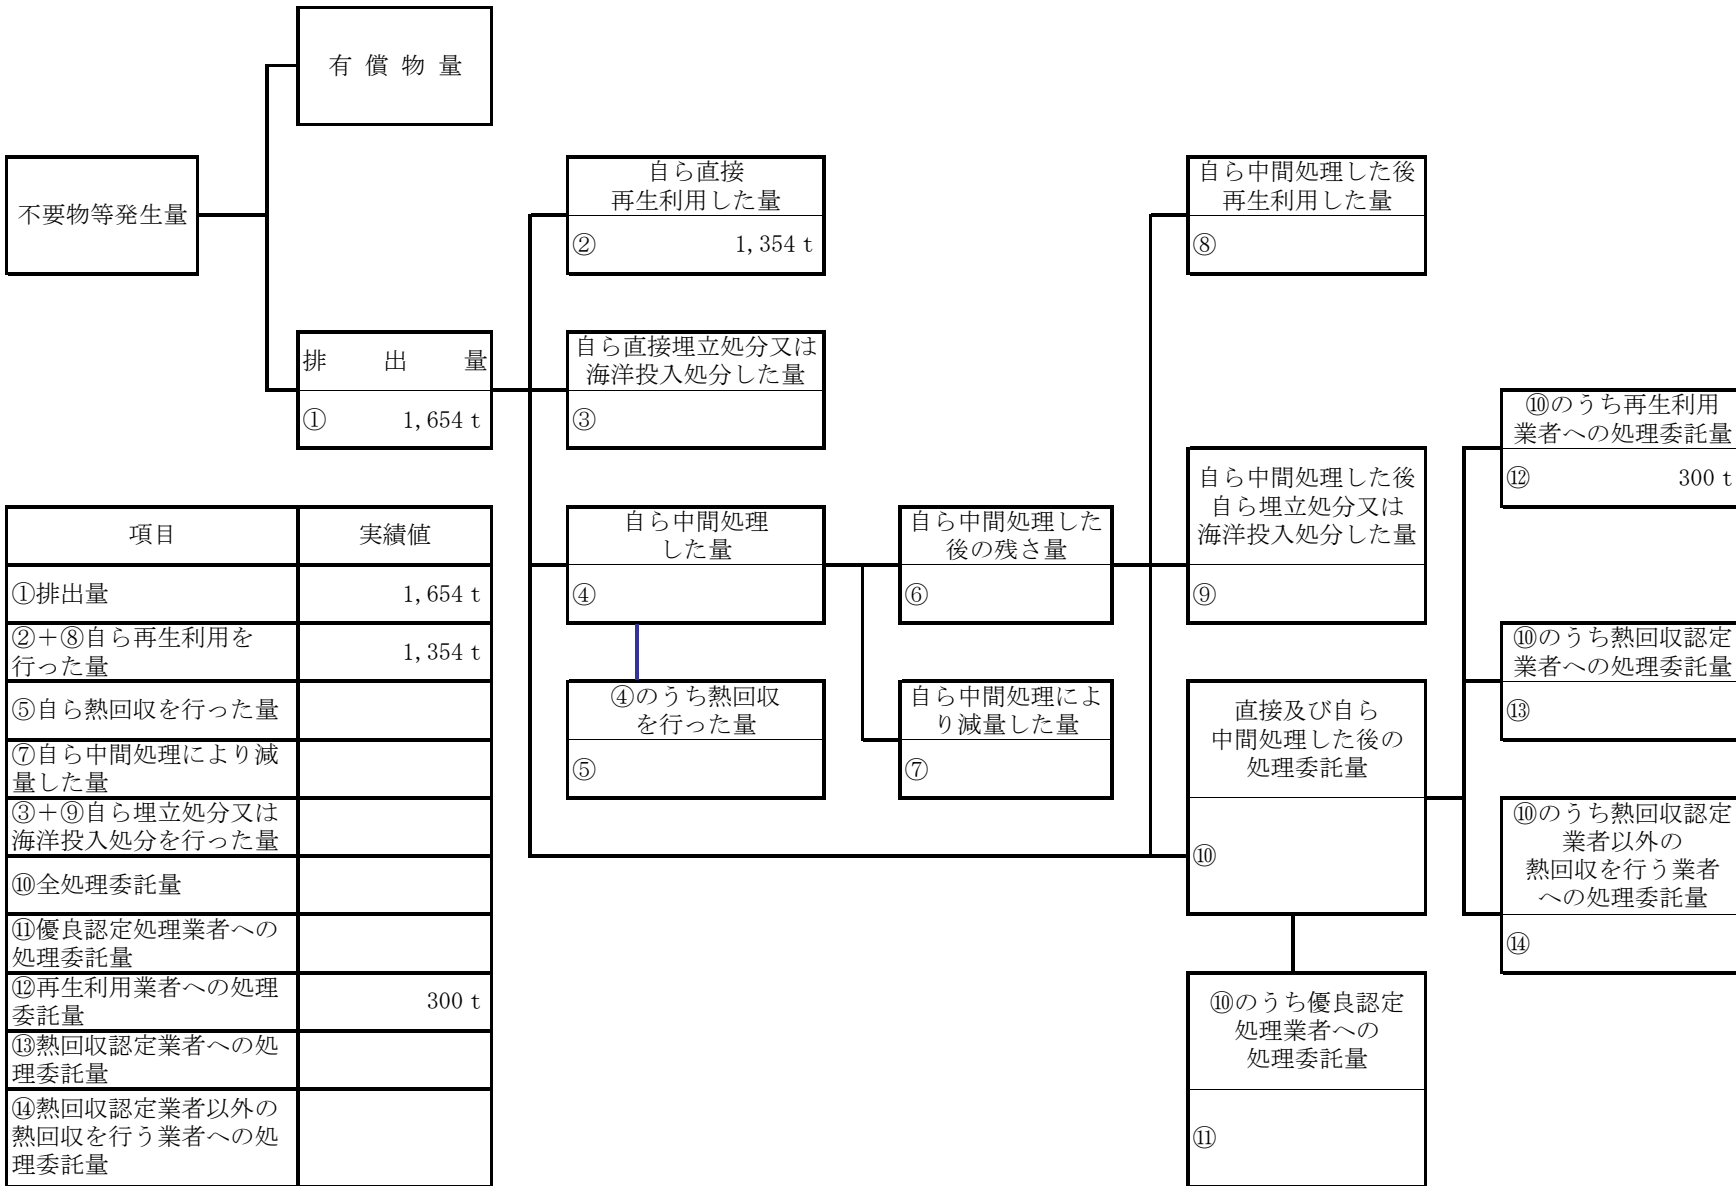 有 償 物 量
不要物等発生量
自ら直接
再生利用した量
② 1,354 t
自ら中間処理した後
再生利用した量
⑧
排 出 量
① 1,654 t
自ら直接埋立処分又は
海洋投入処分した量
③
⑩のうち再生利用
業者への処理委託量
⑫ 300 t
自ら中間処理した後
自ら埋立処分又は
海洋投入処分した量
⑨
自ら中間処理
した量
④
自ら中間処理した
後の残さ量
⑥
⑩のうち熱回収認定
業者への処理委託量
⑬
④のうち熱回収
を行った量
⑤
自ら中間処理によ
り減量した量
⑦
直接及び自ら
中間処理した後の
処理委託量
⑩
⑩のうち熱回収認定
業者以外の
熱回収を行う業者
への処理委託量
⑭
⑩のうち優良認定
処理業者への
処理委託量
⑪
項目 実績値
①排出量 1,654 t
②＋⑧自ら再生利用を
行った量 1,354 t
⑤自ら熱回収を行った量
⑦自ら中間処理により減
量した量
③＋⑨自ら埋立処分又は
海洋投入処分を行った量
⑩全処理委託量
⑪優良認定処理業者への
処理委託量
⑫再生利用業者への処理
委託量 300 t
⑬熱回収認定業者への処
理委託量
⑭熱回収認定業者以外の
熱回収を行う業者への処
理委託量